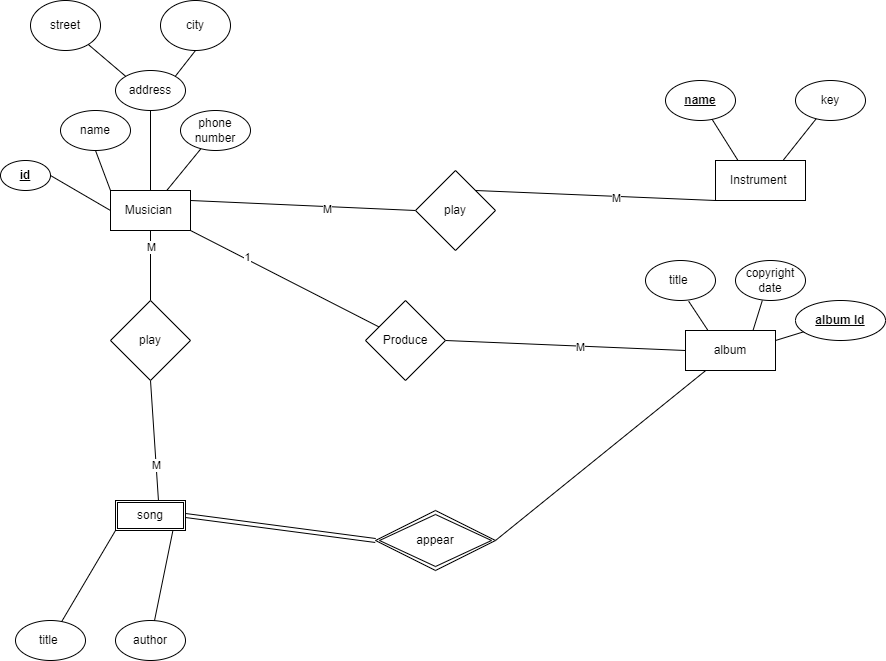 street
city
address
name
key
name
phone
number
id
Instrument
Musician
M
play
M
M
1
title
copyright
date
album Id
play
Produce
M
album
M
song
appear
title
author